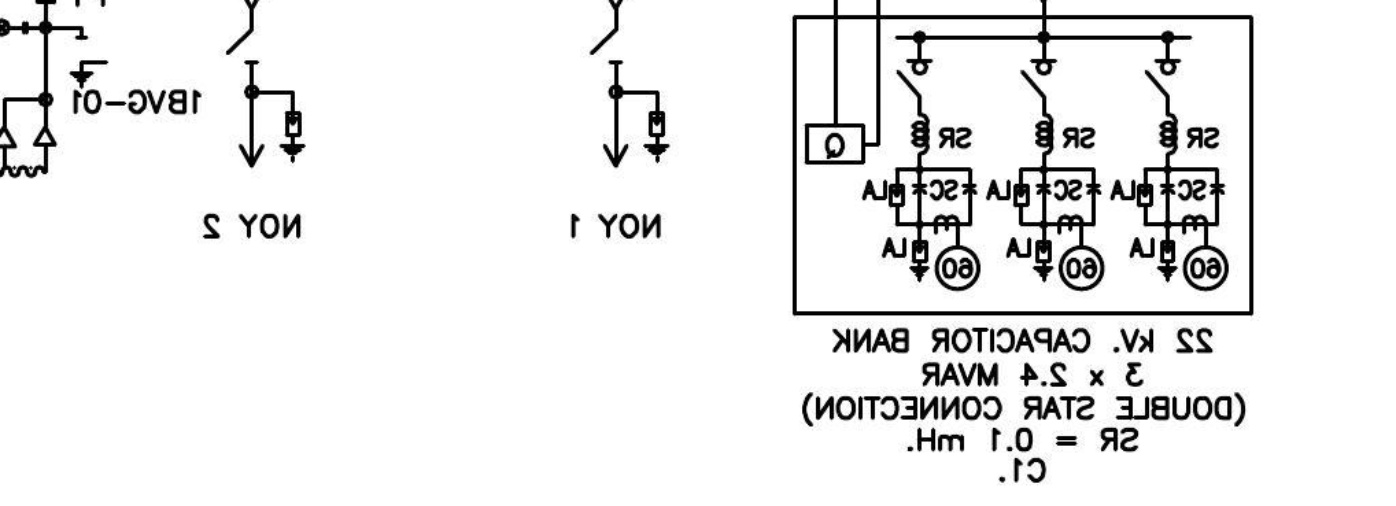 SR SR SR
Q
1BVG-01
SC LA SC LA SC LA
NOY 1
NOY 2
60 LA 60 LA 60 LA
22 kV. CAPACITOR BANK
3 x 2.4 MVAR
(DOUBLE STAR CONNECTION)
SR = 0.1 mH.
C1.